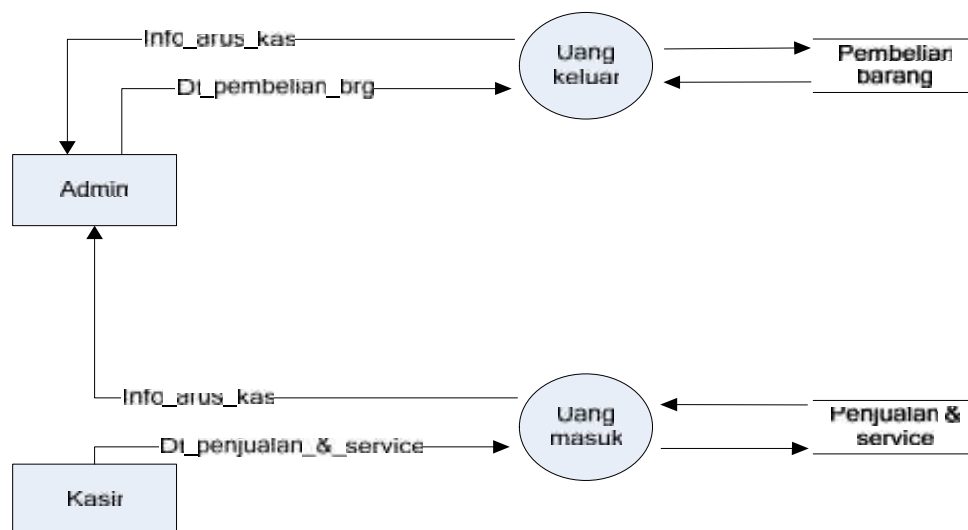 Info_arus_kas
Uang
keluar
Pembelian
barang
Dt_pembelian_brg
Admin
Info_arus_kas
Uang
masuk
Penjualan &
service
Dt_penjualan_&_service
Kasir